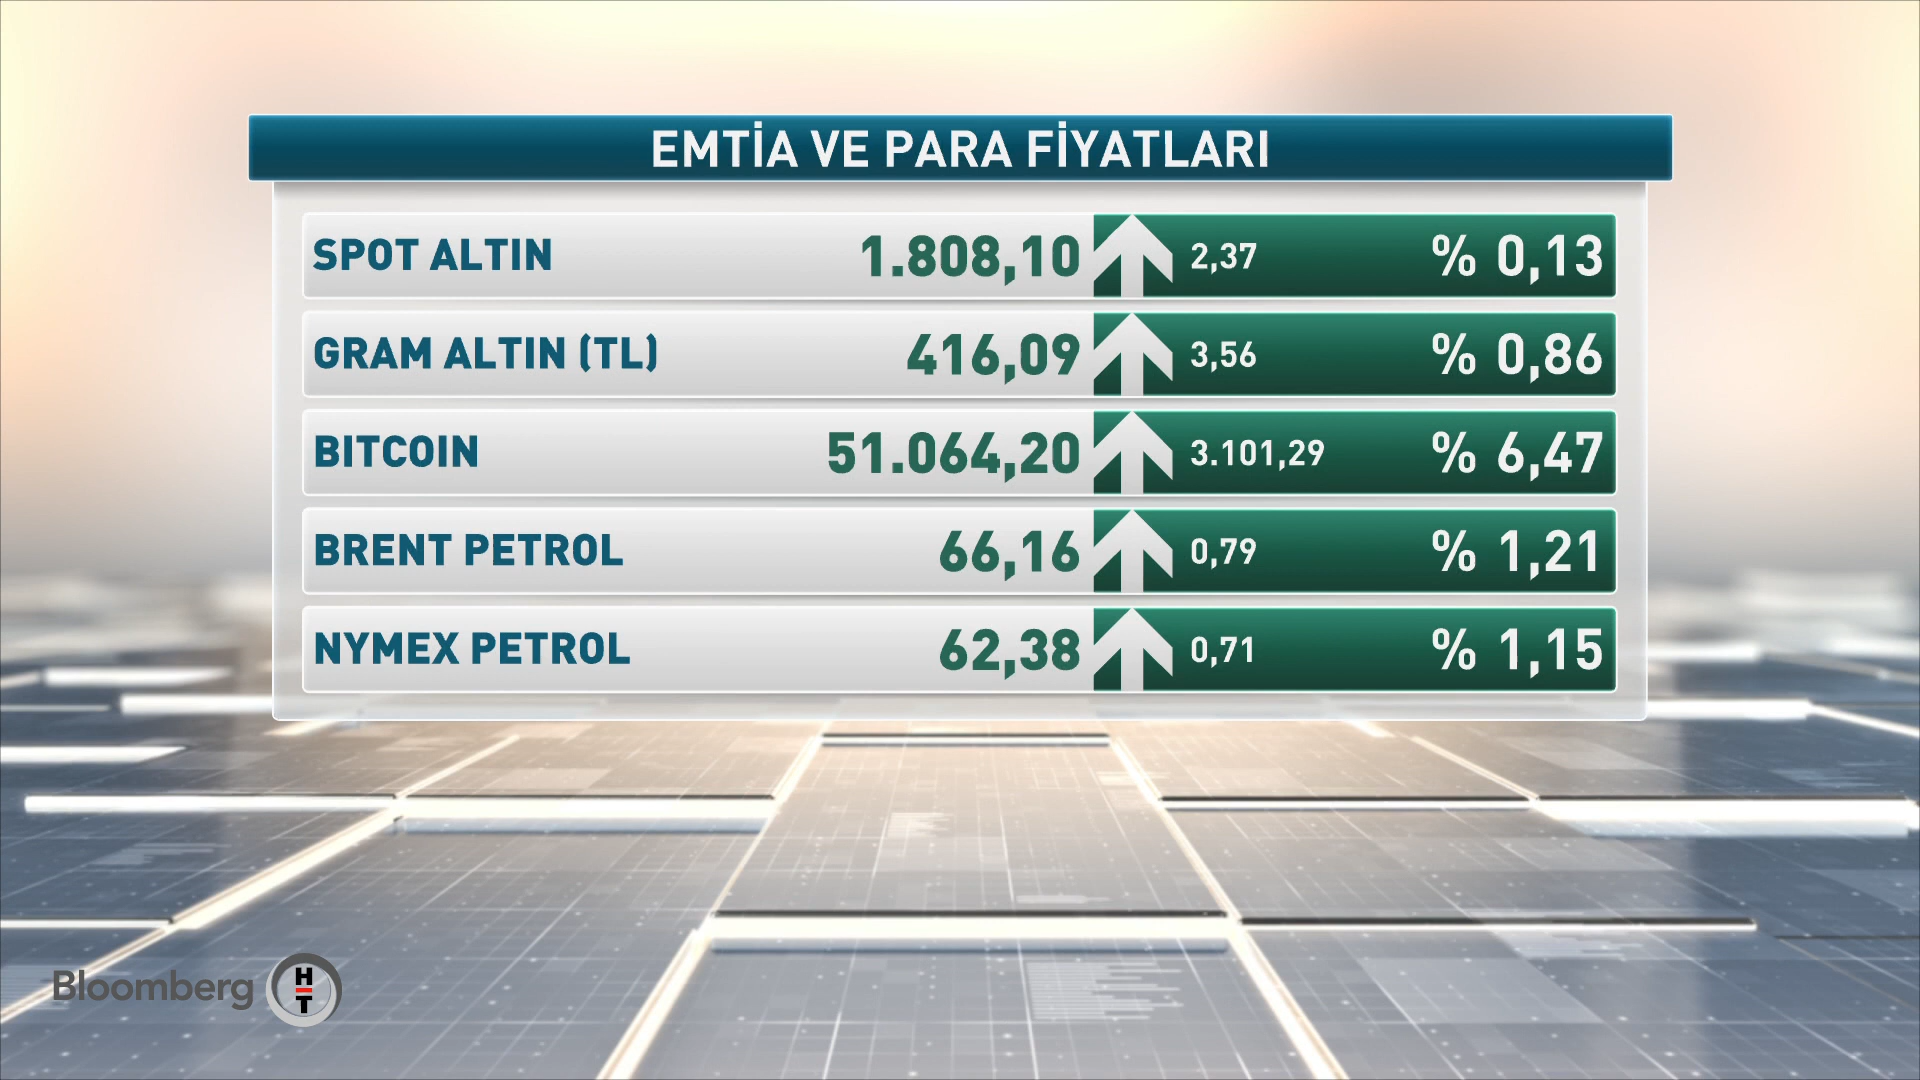 EMTİA VE PARA FİYATLARI
SPOT ALTIN 1.808,10 2,37 % 0,13
GRAM ALTIN (TL) 416,09 3,56 % 0,86
BITCOIN 51.064,20 3.101,29 % 6,47
BRENT PETROL 66,16 0,79 % 1,21
NYMEX PETROL 62,38 0,71 % 1,15
Bloomberg HT